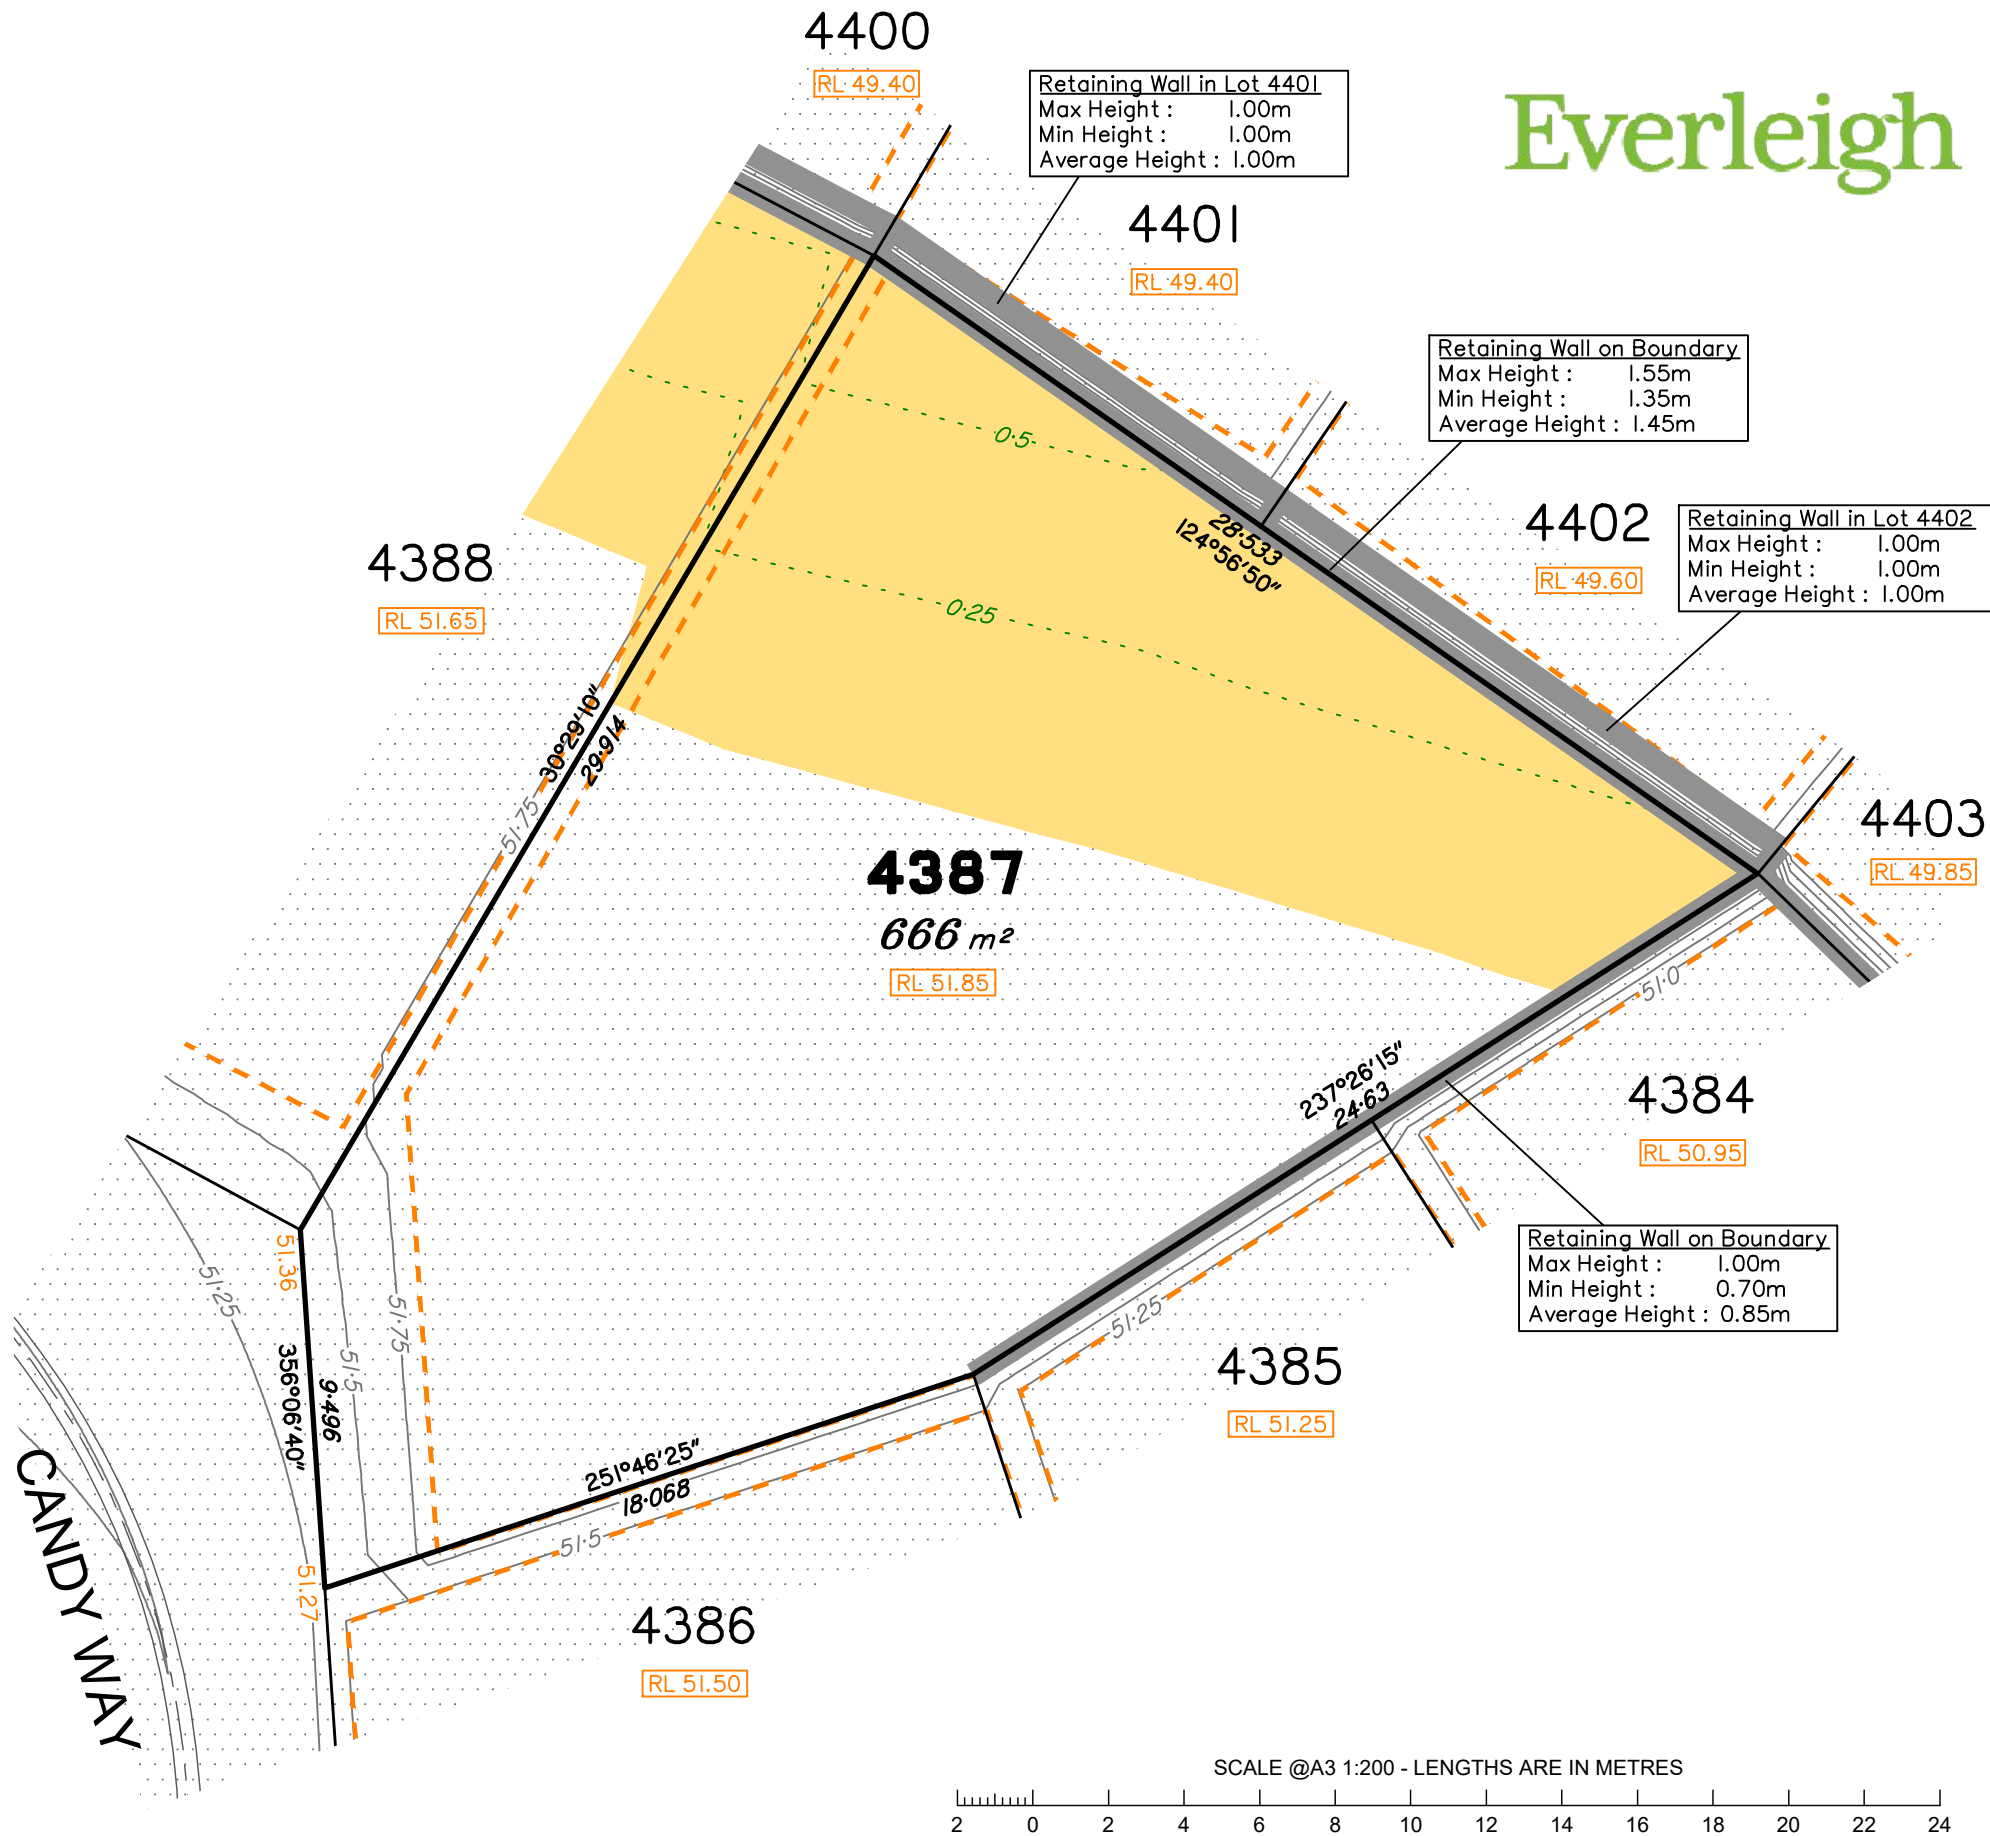 4400
RL 49.40
Retaining Wall in Lot 4401
Max Height : 1.00m
Min Height : 1.00m
Average Height : 1.00m
Everleigh
4401
RL 49.40
Retaining Wall on Boundary
Max Height : 1.55m
Min Height : 1.35m
Average Height : 1.45m
0·5
28·533
124°56'50"
4402
RL 49.60
Retaining Wall in Lot 4402
Max Height : 1.00m
Min Height : 1.00m
Average Height : 1.00m
4388
RL 51.65
0·25
30°29'10"
29·914
51·75
4403
RL 49.85
4387
666 m²
RL 51.85
51·0
237°26'15"
24·63
4384
RL 50.95
Retaining Wall on Boundary
Max Height : 1.00m
Min Height : 0.70m
Average Height : 0.85m
51.36
51·25
51·75
51·5
51·25
356°06'40"
9·496
4385
RL 51.25
251°46'25"
18·068
51·5
51.27
4386
RL 51.50
CANDY WAY
SCALE @A3 1:200 - LENGTHS ARE IN METRES
2 0 2 4 6 8 10 12 14 16 18 20 22 24